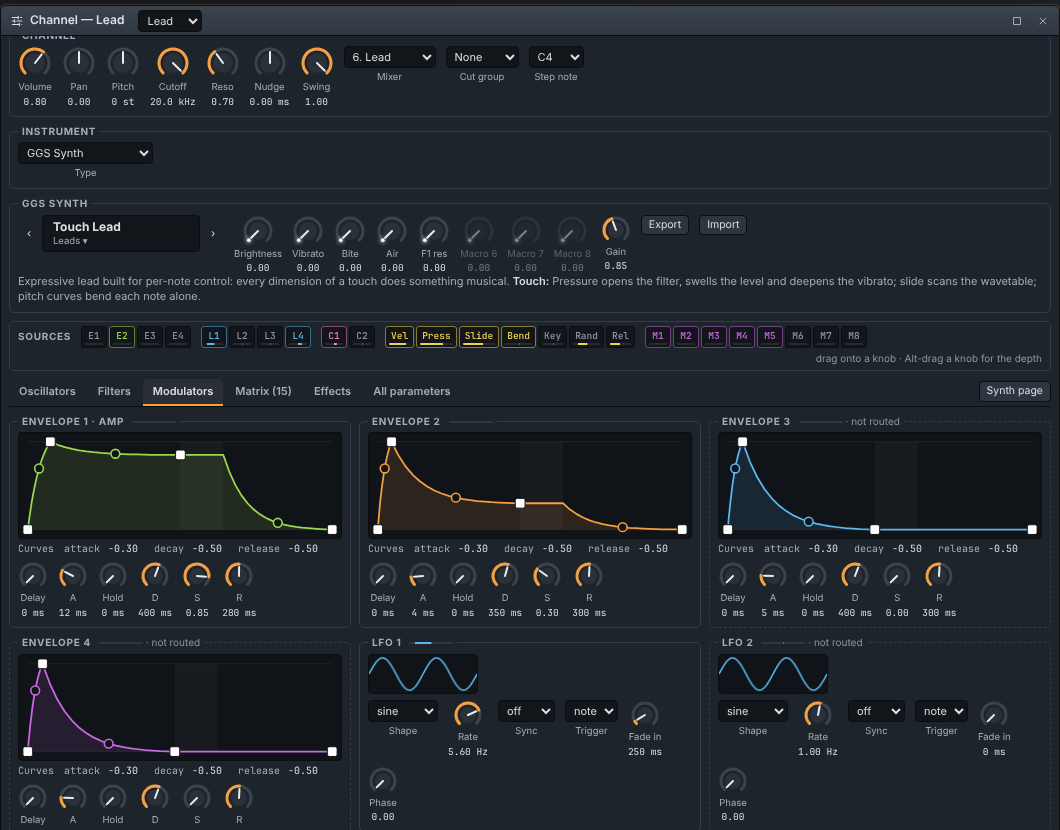 Channel — Lead Lead
CHANNEL
6. Lead None C4
Mixer Cut group Step note
Volume Pan Pitch Cutoff Reso Nudge Swing
0.80 0.00 0 st 20.0 kHz 0.70 0.00 ms 1.00
INSTRUMENT
GGS Synth
Type
GGS SYNTH
‹ Touch Lead ›
Leads ▾
Export Import
Brightness Vibrato Bite Air F1 res Macro 6 Macro 7 Macro 8 Gain
0.00 0.00 0.00 0.00 0.00 0.00 0.00 0.00 0.85
Expressive lead built for per-note control: every dimension of a touch does something musical. Touch: Pressure opens the filter, swells the level and deepens the vibrato; slide scans the wavetable;
pitch curves bend each note alone.
SOURCES E1 E2 E3 E4 L1 L2 L3 L4 C1 C2 Vel Press Slide Bend Key Rand Rel M1 M2 M3 M4 M5 M6 M7 M8
drag onto a knob · Alt-drag a knob for the depth
Oscillators Filters Modulators Matrix (15) Effects All parameters Synth page
ENVELOPE 1 · AMP
Curves attack -0.30 decay -0.50 release -0.50
Delay A Hold D S R
0 ms 12 ms 0 ms 400 ms 0.85 280 ms
ENVELOPE 2
Curves attack -0.30 decay -0.50 release -0.50
Delay A Hold D S R
0 ms 4 ms 0 ms 350 ms 0.30 300 ms
ENVELOPE 3 · not routed
Curves attack -0.30 decay -0.50 release -0.50
Delay A Hold D S R
0 ms 5 ms 0 ms 400 ms 0.00 300 ms
ENVELOPE 4 · not routed
Curves attack -0.30 decay -0.50 release -0.50
Delay A Hold D S R
LFO 1
sine off note
Shape Rate Sync Trigger Fade in
5.60 Hz 250 ms
Phase
0.00
LFO 2 · not routed
sine off note
Shape Rate Sync Trigger Fade in
1.00 Hz 0 ms
Phase
0.00